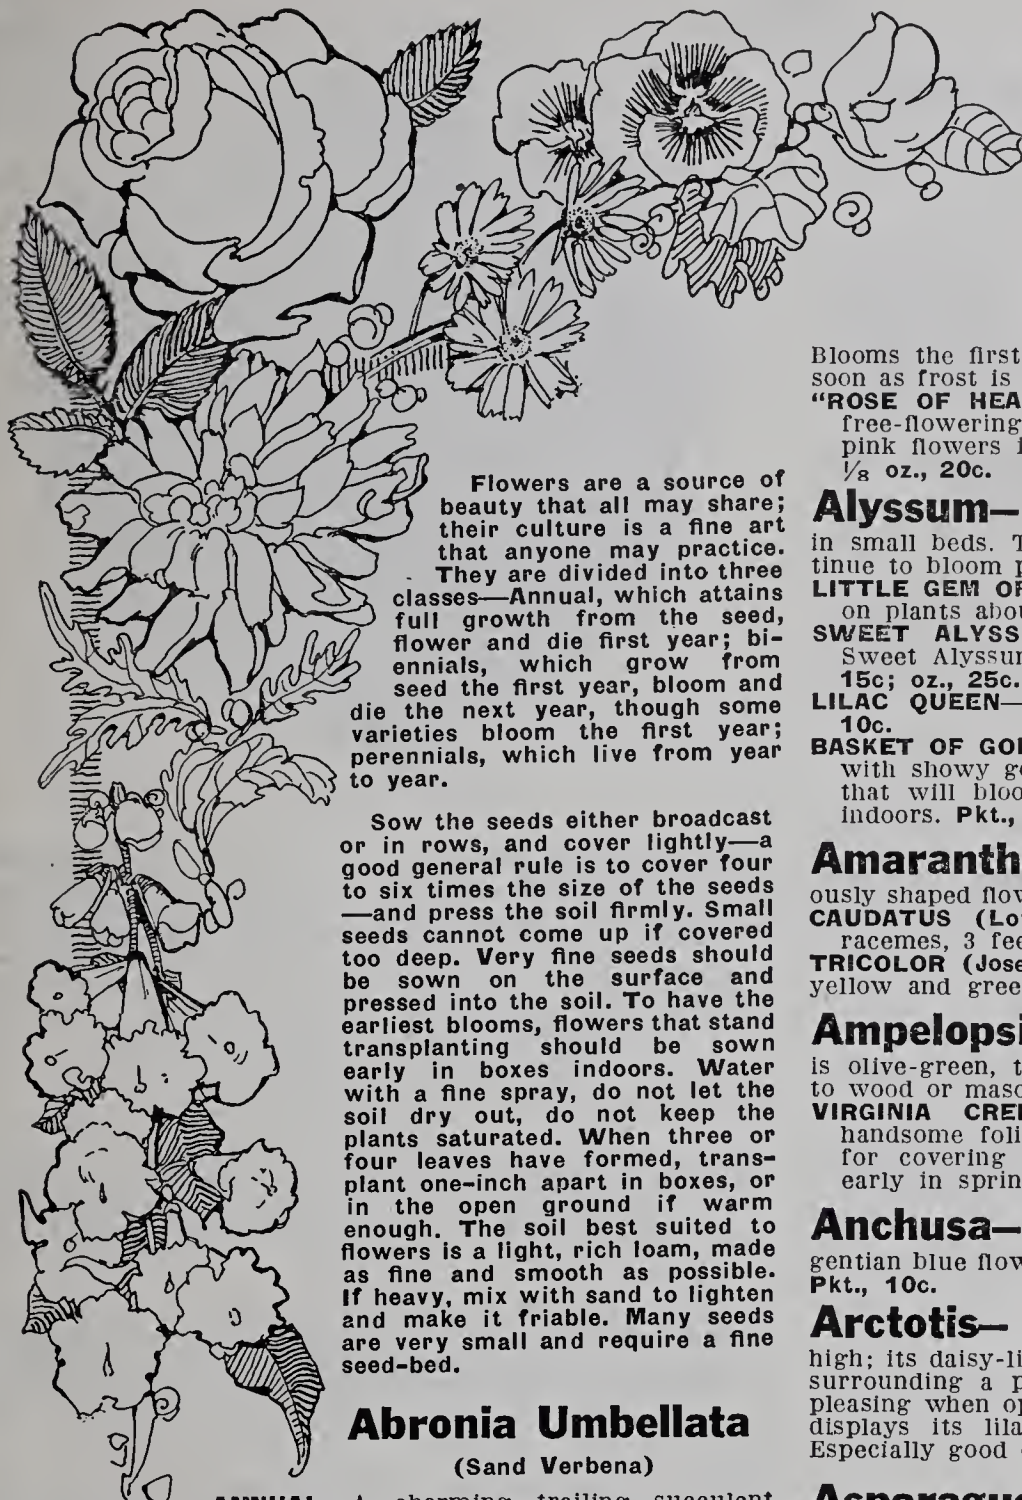 Flowers are a source of
beauty that all may share;
their culture is a fine art
that anyone may practice.
They are divided into three
classes—Annual, which attains
full growth from the seed,
flower and die first year; bi-
ennials, which grow from
seed the first year, bloom and
die the next year, though some
varieties bloom the first year;
perennials, which live from year
to year.
Sow the seeds either broadcast
or in rows, and cover lightly—a
good general rule is to cover four
to six times the size of the seeds
—and press the soil firmly. Small
seeds cannot come up if covered
too deep. Very fine seeds should
be sown on the surface and
pressed into the soil. To have the
earliest blooms, flowers that stand
transplanting should be sown
early in boxes indoors. Water
with a fine spray, do not let the
soil dry out, do not keep the
plants saturated. When three or
four leaves have formed, trans-
plant one-inch apart in boxes, or
in the open ground if warm
enough. The soil best suited to
flowers is a light, rich loam, made
as fine and smooth as possible.
If heavy, mix with sand to lighten
and make it friable. Many seeds
are very small and require a fine
seed-bed.
Abronia Umbellata
(Sand Verbena)
ANNUAL A charming trailing succulent
Blooms the first
soon as frost is
"ROSE OF HEA
free-flowering
pink flowers i
1/8 oz., 20c.
Alyssum—
in small beds. T
tinue to bloom p
LITTLE GEM OR
on plants abou
SWEET ALYSS
Sweet Alyssum
15c; oz., 25c.
LILAC QUEEN—
10c.
BASKET OF GOL
with showy go
that will bloo
indoors. Pkt.,
Amaranth
ously shaped flow
CAUDATUS (Lo
racemes, 3 fee
TRICOLOR (Jose
yellow and gree
Ampelopsi
is olive-green, t
to wood or maso
VIRGINIA CREE
handsome foli
for covering
early in sprin
Anchusa—
gentian blue flow
Pkt., 10c.
Arctotis—
high; its daisy-li
surrounding a p
pleasing when op
displays its lila
Especially good
Asparagus